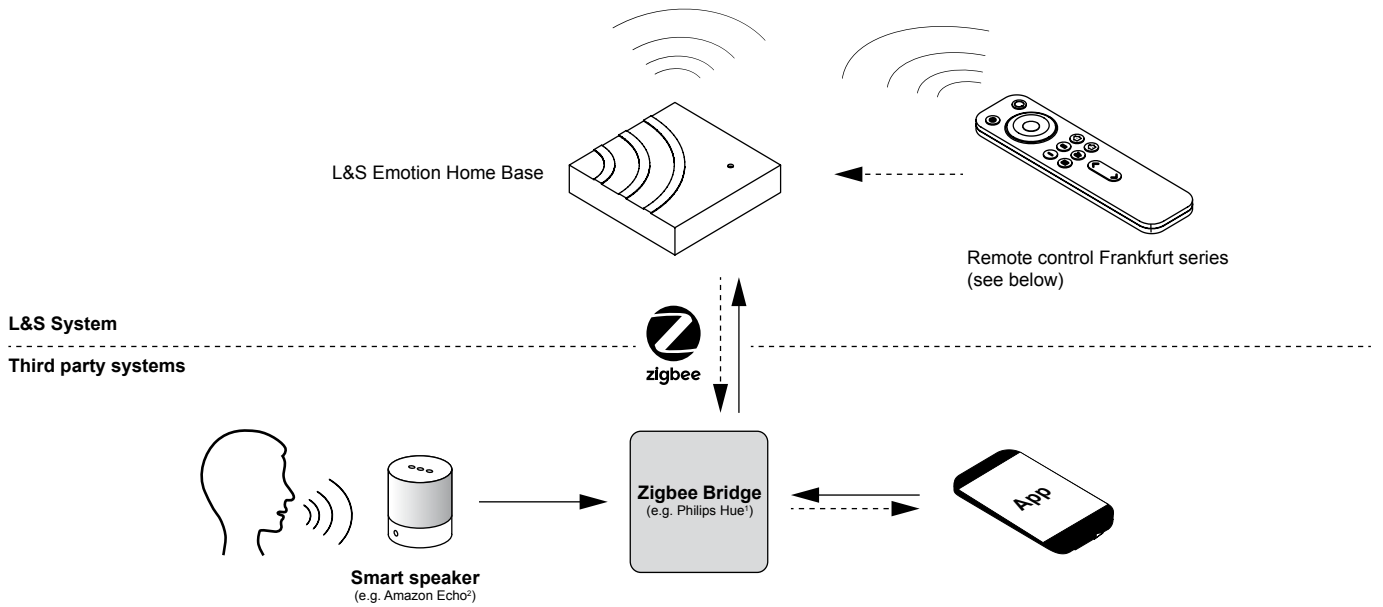 L&S Emotion Home Base
Remote control Frankfurt series
(see below)
L&S System
Third party systems
zigbee
Zigbee Bridge
(e.g. Philips Hue¹)
App
Smart speaker
(e.g. Amazon Echo²)